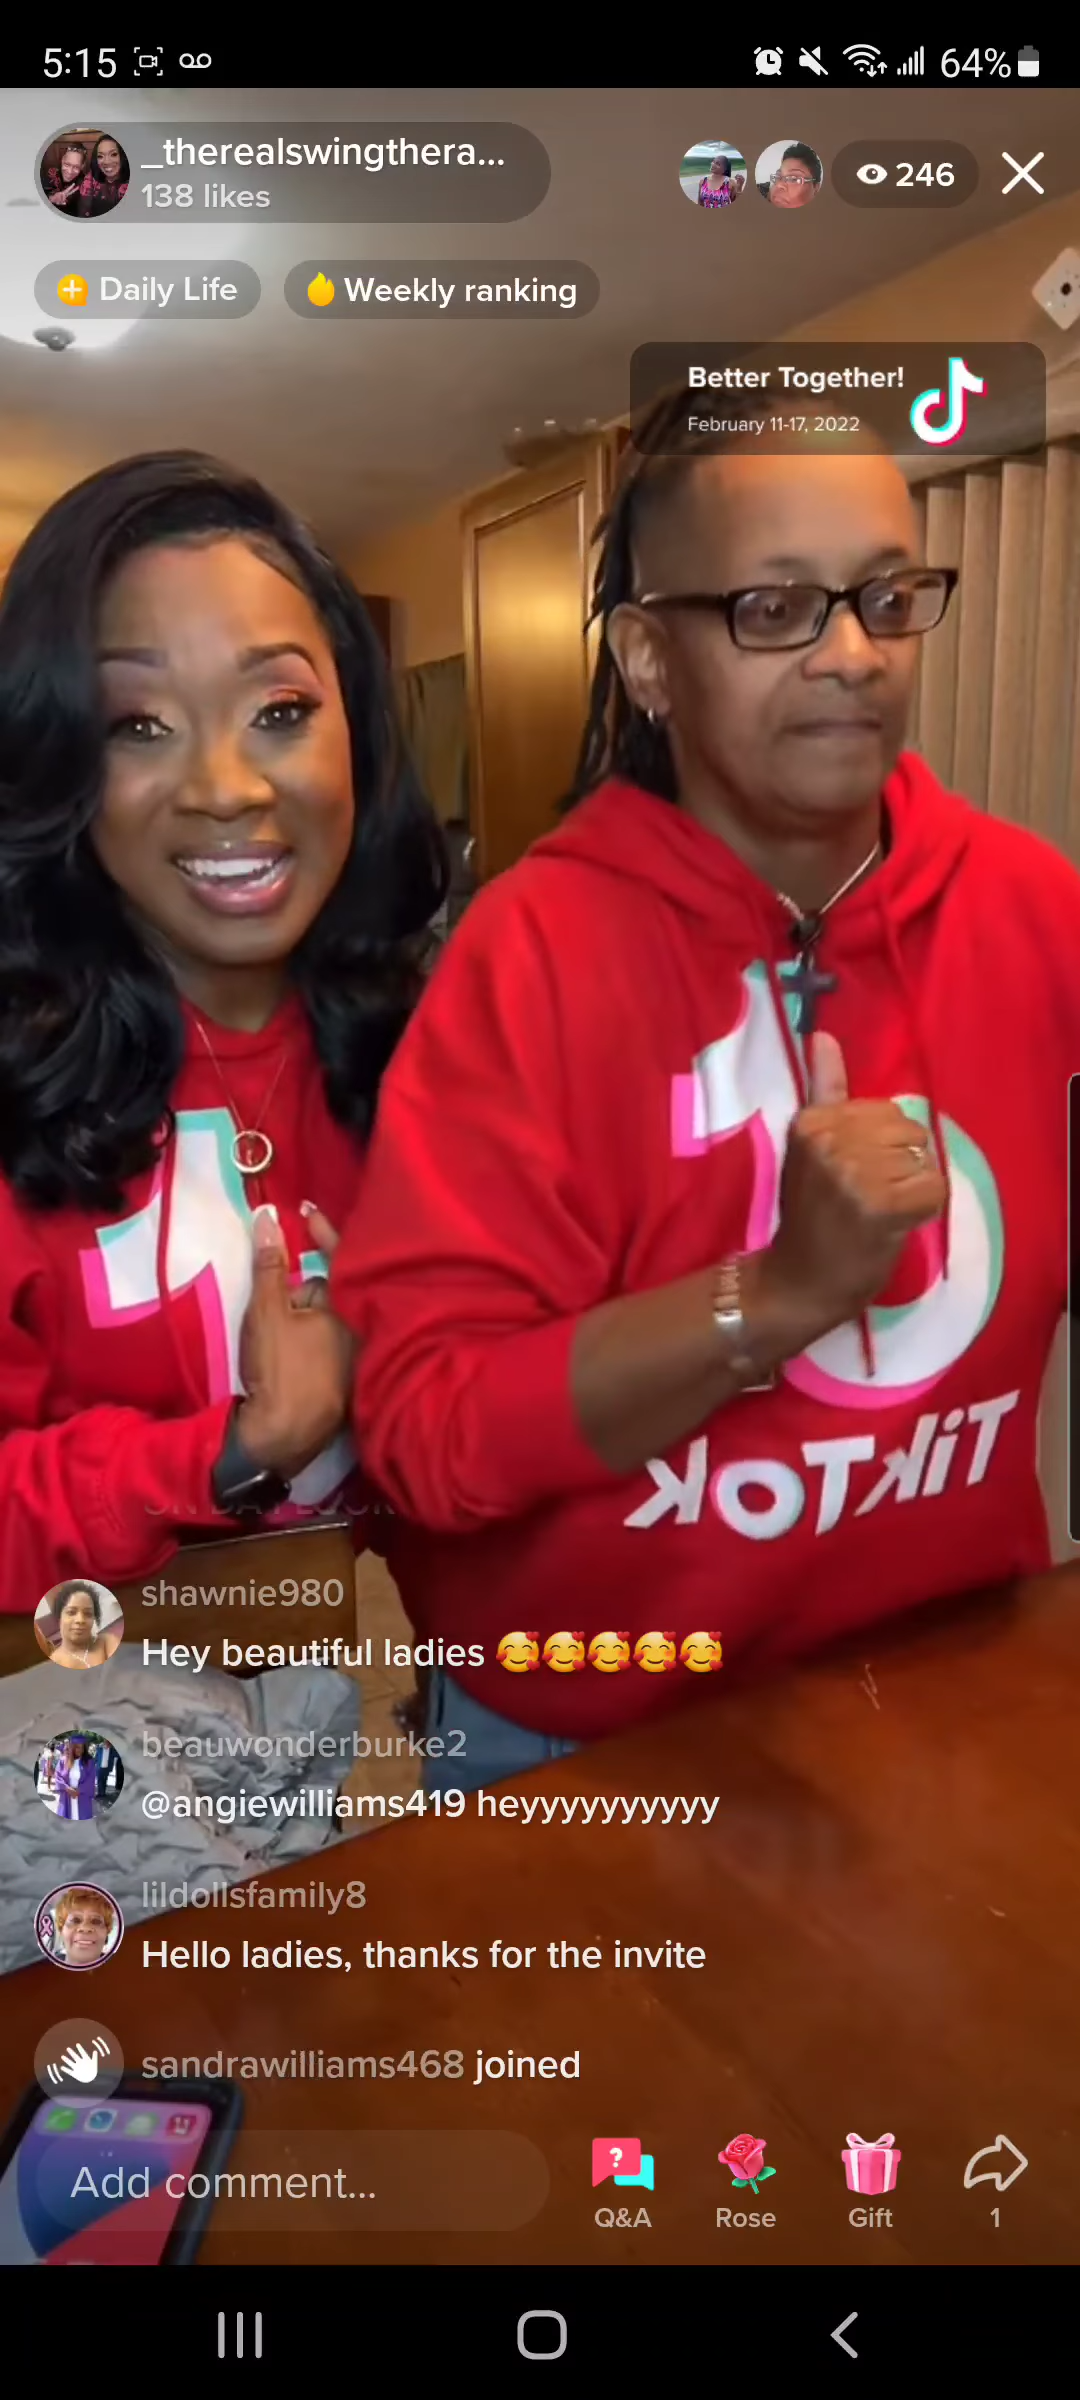 5:15
64%
_therealswingthera...
138 likes
246
Daily Life
Weekly ranking
Better Together!
February 11-17, 2022
TikTok
shawnie980
Hey beautiful ladies 🥰🥰🥰🥰🥰
beauwonderburke2
@angiewilliams419 heyyyyyyyyyy
lildollsfamily8
Hello ladies, thanks for the invite
sandrawilliams468 joined
Add comment...
Q&A
Rose
Gift
1